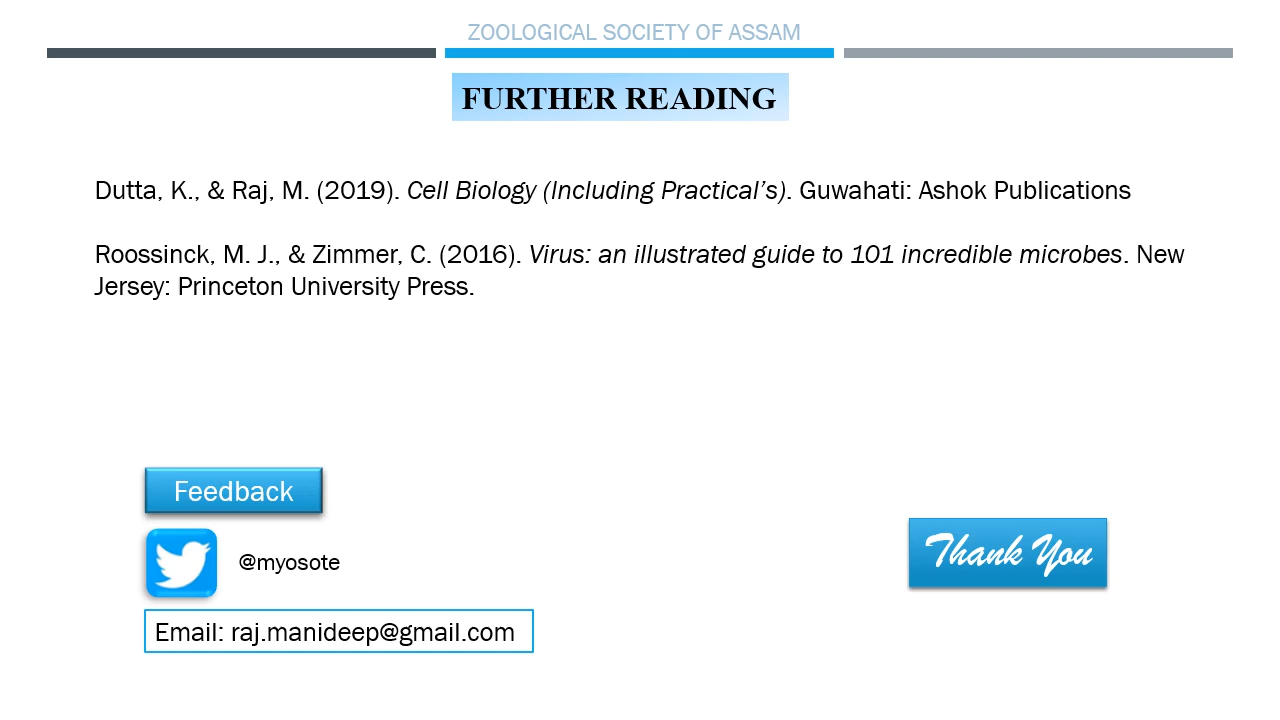 ZOOLOGICAL SOCIETY OF ASSAM
FURTHER READING
Dutta, K., & Raj, M. (2019). Cell Biology (Including Practical’s). Guwahati: Ashok Publications
Roossinck, M. J., & Zimmer, C. (2016). Virus: an illustrated guide to 101 incredible microbes. New
Jersey: Princeton University Press.
Feedback
@myosote
Thank You
Email: raj.manideep@gmail.com